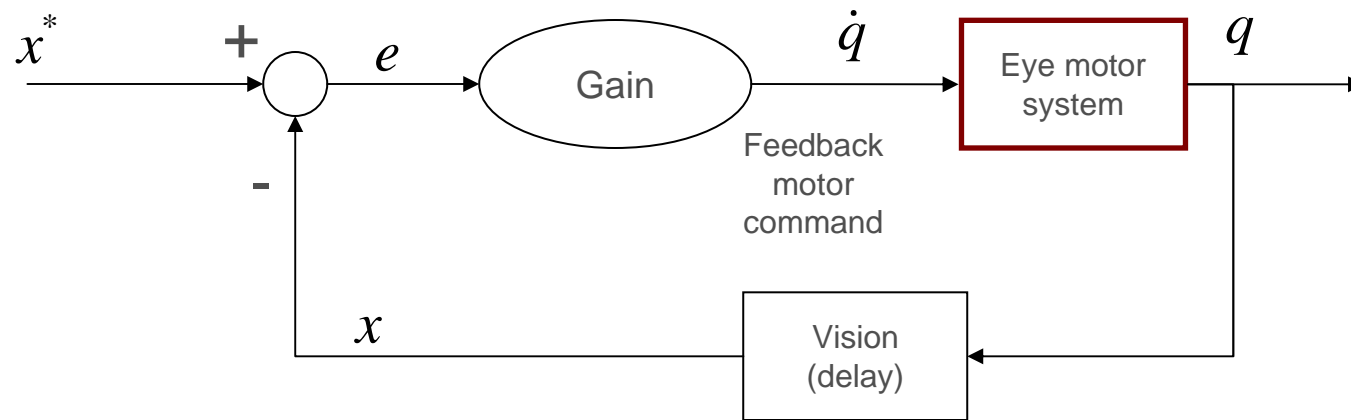 x*
+
e
Gain
q̇
Eye motor
system
q
-
Feedback
motor
command
x
Vision
(delay)